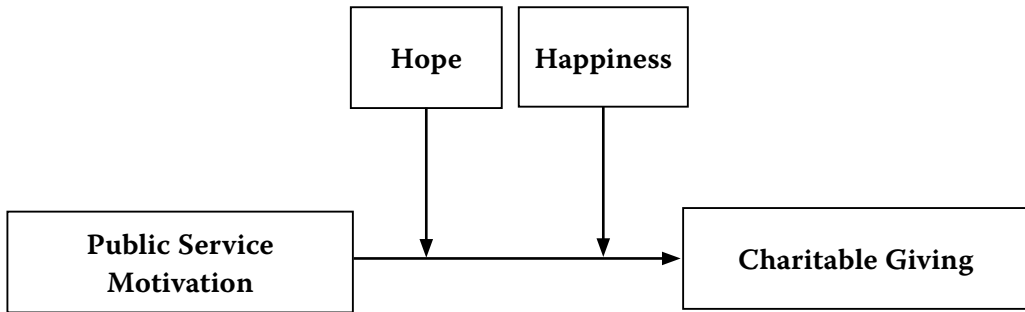 Hope
Happiness
Public Service
Motivation
Charitable Giving